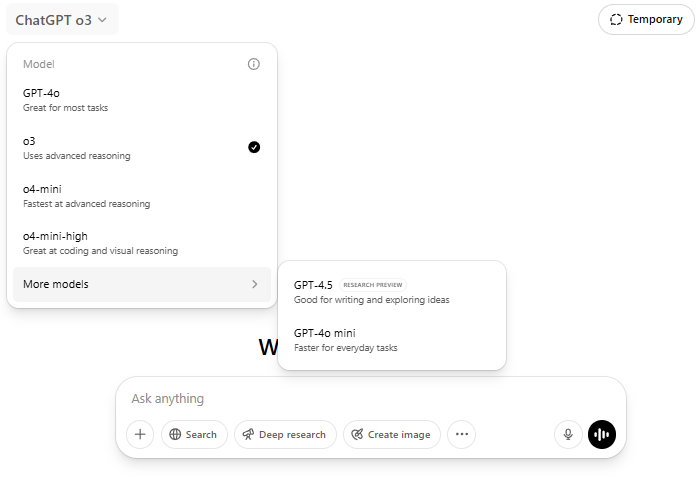 ChatGPT o3
Temporary
Model
GPT-4o
Great for most tasks
o3
Uses advanced reasoning
o4-mini
Fastest at advanced reasoning
o4-mini-high
Great at coding and visual reasoning
More models
GPT-4.5 RESEARCH PREVIEW
Good for writing and exploring ideas
GPT-4o mini
Faster for everyday tasks
W
Ask anything
Search Deep research Create image